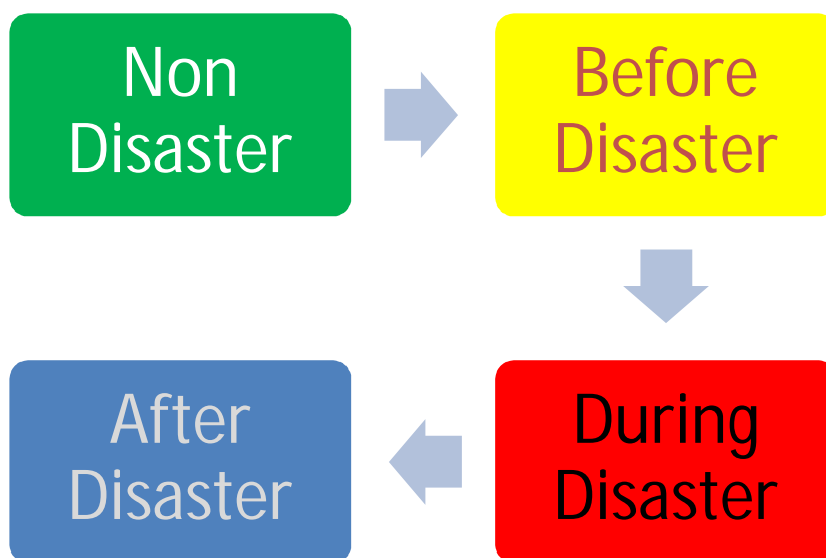 Non
Disaster
Before
Disaster
During
Disaster
After
Disaster